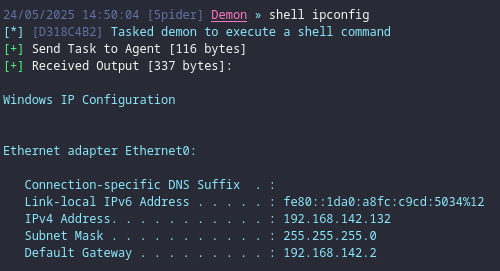 24/05/2025 14:50:04 [5pider] Demon » shell ipconfig
[*] [D318C4B2] Tasked demon to execute a shell command
[+] Send Task to Agent [116 bytes]
[+] Received Output [337 bytes]:
Windows IP Configuration
Ethernet adapter Ethernet0:
Connection-specific DNS Suffix  . :
Link-local IPv6 Address . . . . . : fe80::1da0:a8fc:c9cd:5034%12
IPv4 Address. . . . . . . . . . . : 192.168.142.132
Subnet Mask . . . . . . . . . . . : 255.255.255.0
Default Gateway . . . . . . . . . : 192.168.142.2